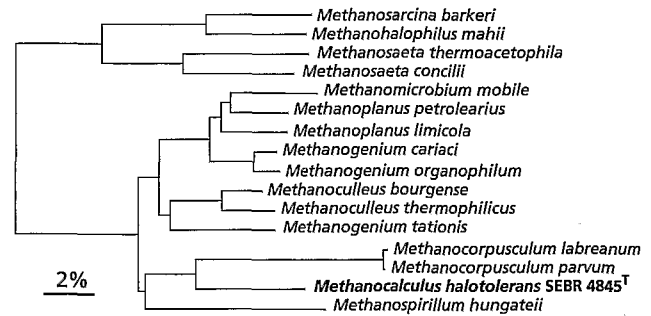 Methanosarcina barkeri
Methanohalophilus mahii
Methanosaeta thermoacetophila
Methanosaeta concilii
Methanomicrobium mobile
Methanoplanus petrolearius
Methanoplanus limicola
Methanogenium cariaci
Methanogenium organophilum
Methanoculleus bourgense
Methanoculleus thermophilicus
Methanogenium tationis
Methanocorpusculum labreanum
Methanocorpusculum parvum
Methanocalculus halotolerans SEBR 4845T
Methanospirillum hungateii
2%